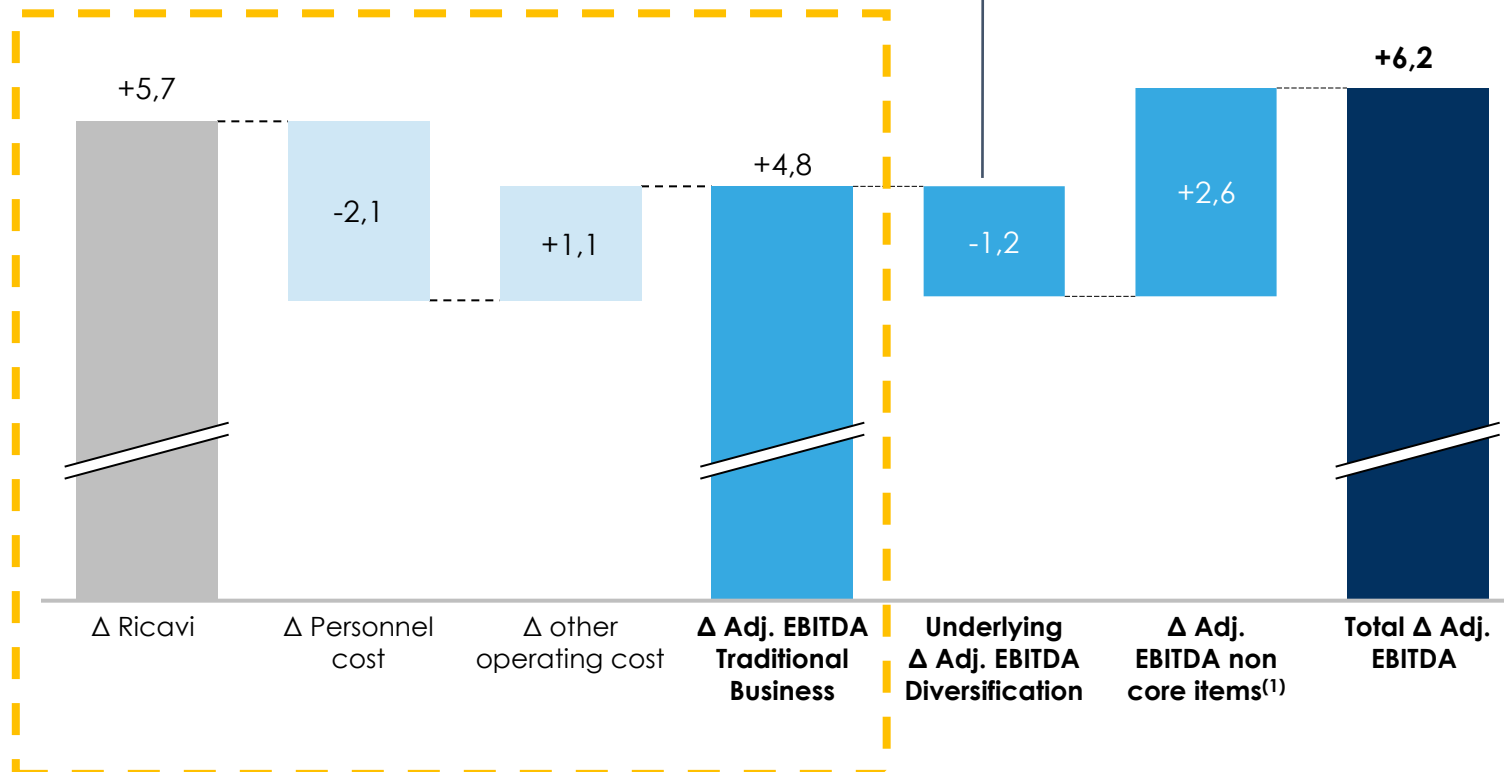 +5,7
-2,1
+1,1
+4,8
-1,2
+2,6
+6,2
Δ Ricavi
Δ Personnel
cost
Δ other
operating cost
Δ Adj. EBITDA
Traditional
Business
Underlying
Δ Adj. EBITDA
Diversification
Δ Adj.
EBITDA non
core items(1)
Total Δ Adj.
EBITDA